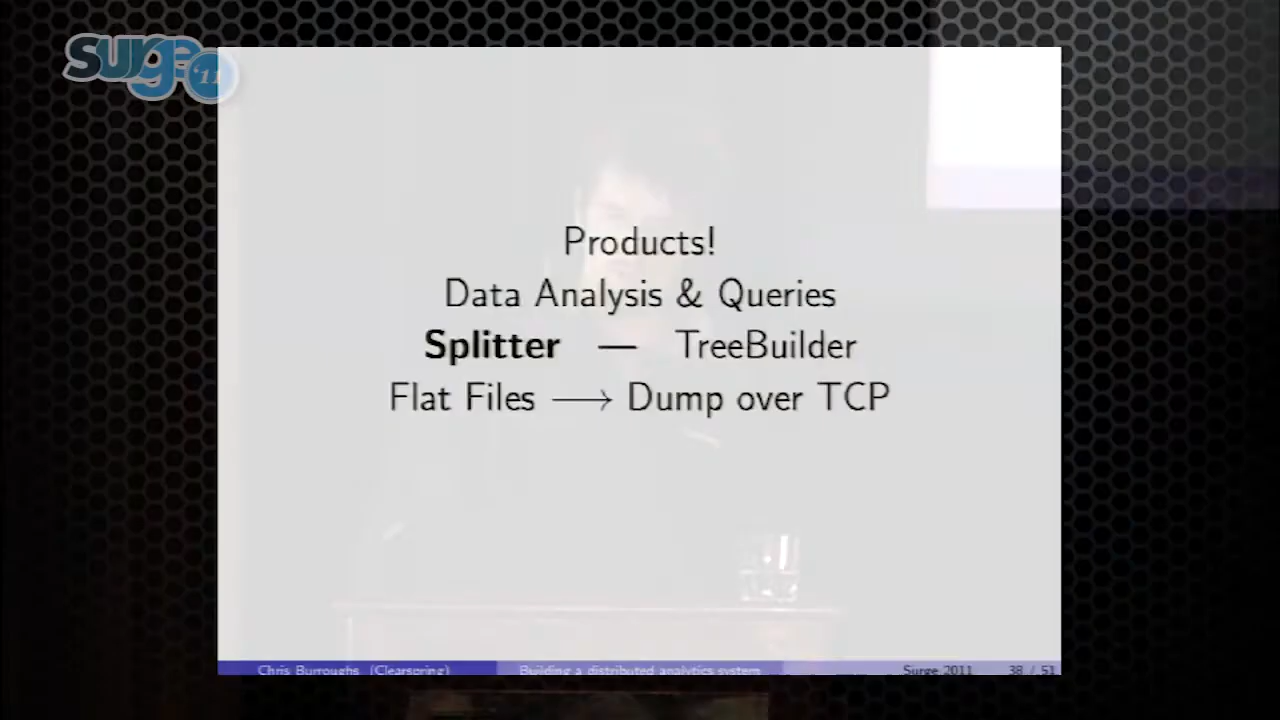 surge '11
Products!
Data Analysis & Queries
Splitter — TreeBuilder
Flat Files ⟶ Dump over TCP
Chris Burroughs (Clearspring) Building a distributed analytics system Surge 2011 38 / 51